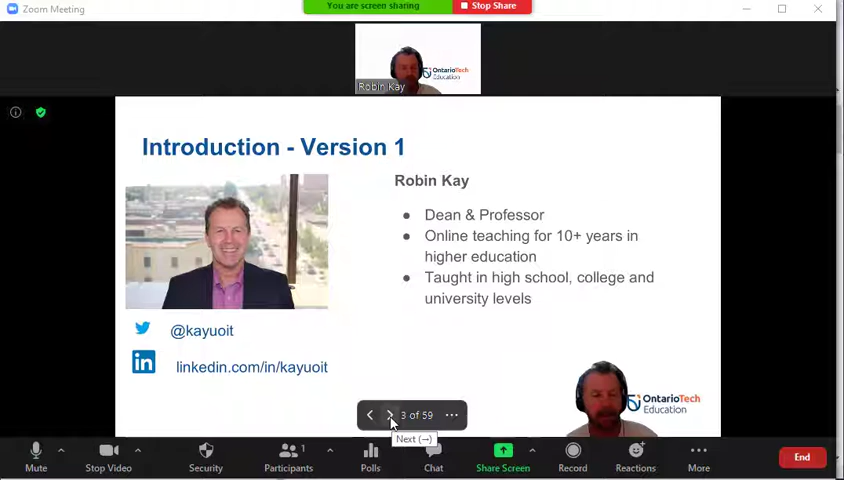 Zoom Meeting
You are screen sharing
Stop Share
Robin Kay
OntarioTech
Education
Introduction - Version 1
Robin Kay
Dean & Professor
Online teaching for 10+ years in
higher education
Taught in high school, college and
university levels
@kayuoit
linkedin.com/in/kayuoit
OntarioTech
Education
3 of 59
Next (→)
1
Mute
Stop Video
Security
Participants
Polls
Chat
Share Screen
Record
Reactions
More
End